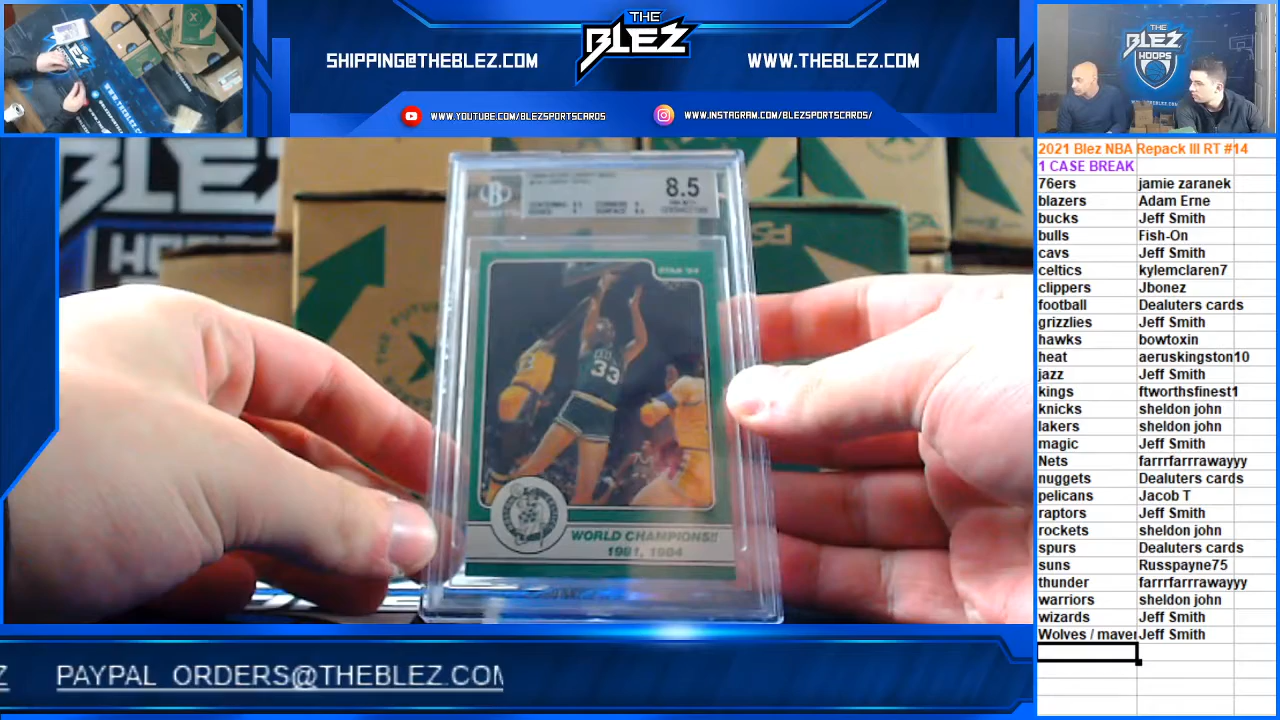 THE
BLEZ
SHIPPING@THEBLEZ.COM
WWW.THEBLEZ.COM
WWW.YOUTUBE.COM/BLEZSPORTSCARDS
WWW.INSTAGRAM.COM/BLEZSPORTSCARDS/
THE
BLEZ
HOOPS
2021 Blez NBA Repack III RT #14
1 CASE BREAK
76ers jamie zaranek
blazers Adam Erne
bucks Jeff Smith
bulls Fish-On
cavs Jeff Smith
celtics kylemclaren7
clippers Jbonez
football Dealuters cards
grizzlies Jeff Smith
hawks bowtoxin
heat aeruskingston10
jazz Jeff Smith
kings ftworthsfinest1
knicks sheldon john
lakers sheldon john
magic Jeff Smith
Nets farrrfarrrawayyy
nuggets Dealuters cards
pelicans Jacob T
raptors Jeff Smith
rockets sheldon john
spurs Dealuters cards
suns Russpayne75
thunder farrrfarrrawayyy
warriors sheldon john
wizards Jeff Smith
Wolves / maver Jeff Smith
8.5
STAR '84
33
WORLD CHAMPIONS!!
1981, 1984
Z PAYPAL ORDERS@THEBLEZ.COM